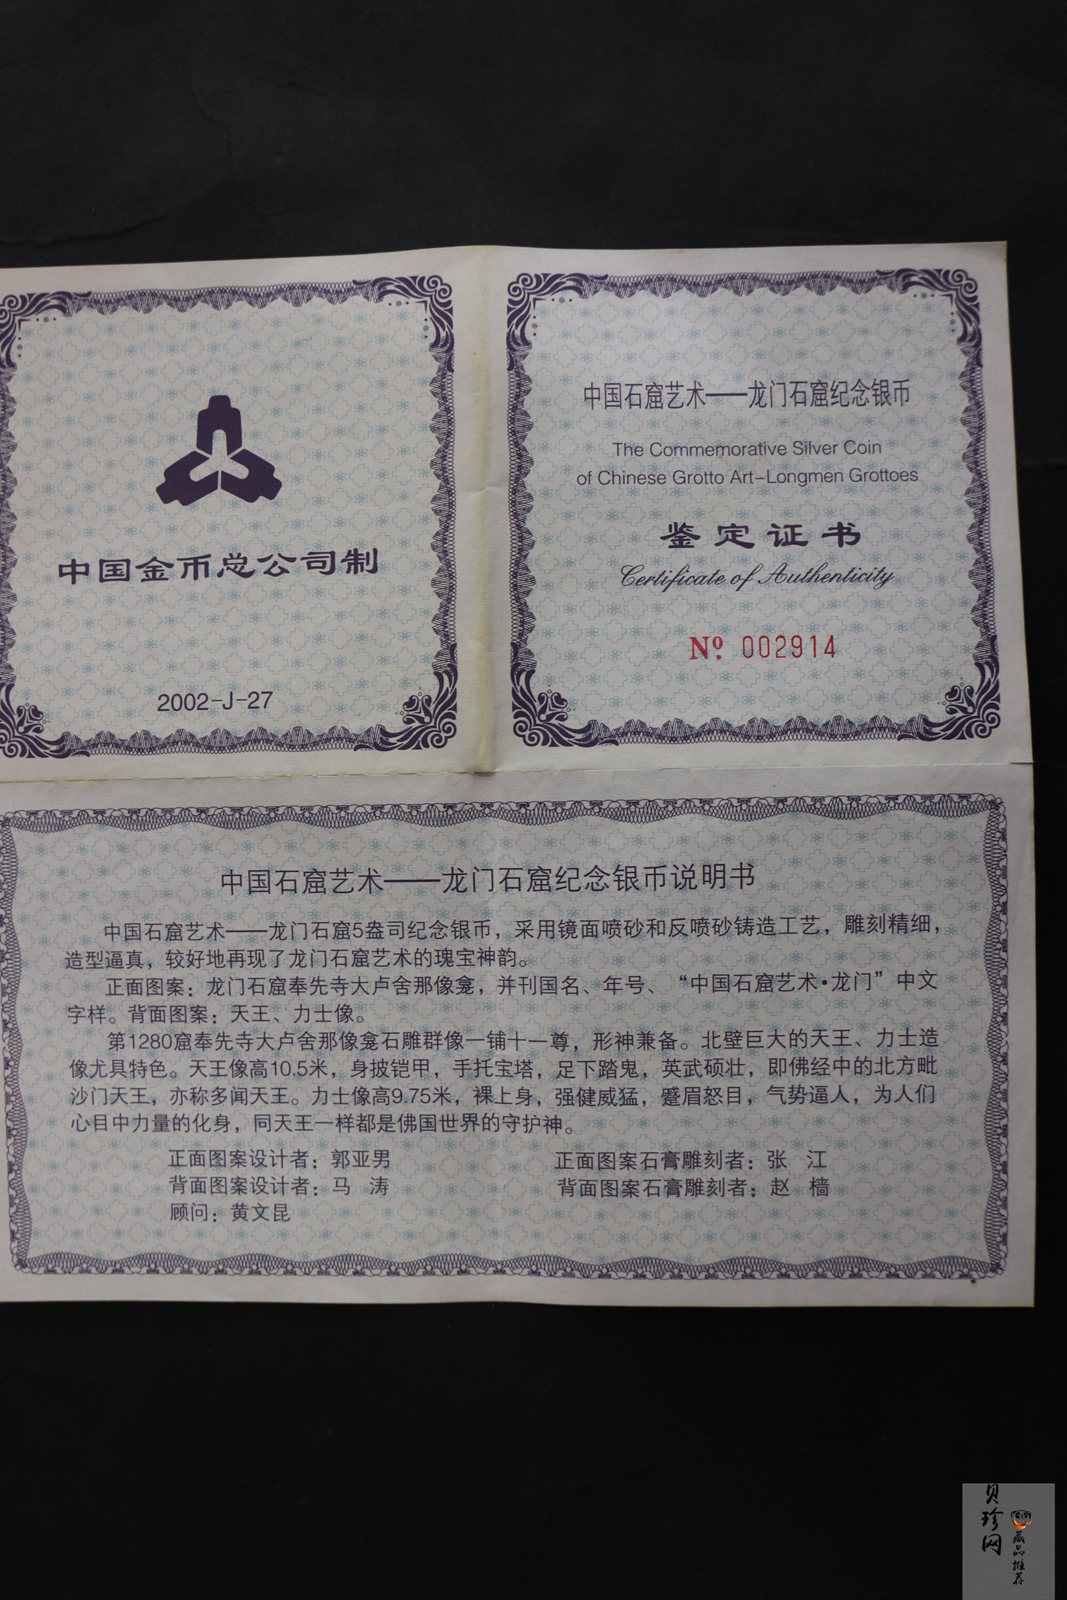 中国金币总公司制
2002-J-27
中国石窟艺术——龙门石窟纪念银币
The Commemorative Silver Coin
of Chinese Grotto Art-Longmen Grottoes
鉴定证书
Certificate of Authenticity
Nº 002914
中国石窟艺术——龙门石窟纪念银币说明书
中国石窟艺术——龙门石窟5盎司纪念银币，采用镜面喷砂和反喷砂铸造工艺，雕刻精细，
造型逼真，较好地再现了龙门石窟艺术的瑰宝神韵。
正面图案：龙门石窟奉先寺大卢舍那像龛，并刊国名、年号、“中国石窟艺术·龙门”中文
字样。背面图案：天王、力士像。
第1280窟奉先寺大卢舍那像龛石雕群像一铺十一尊，形神兼备。北壁巨大的天王、力士造
像尤具特色。天王像高10.5米，身披铠甲，手托宝塔，足下踏鬼，英武硕壮，即佛经中的北方毗
沙门天王，亦称多闻天王。力士像高9.75米，裸上身，强健威猛，蹙眉怒目，气势逼人，为人们
心目中力量的化身，同天王一样都是佛国世界的守护神。
正面图案设计者：郭亚男 正面图案石膏雕刻者：张 江
背面图案设计者：马 涛 背面图案石膏雕刻者：赵 樯
顾问：黄文昆
贝珍网
藏品推荐